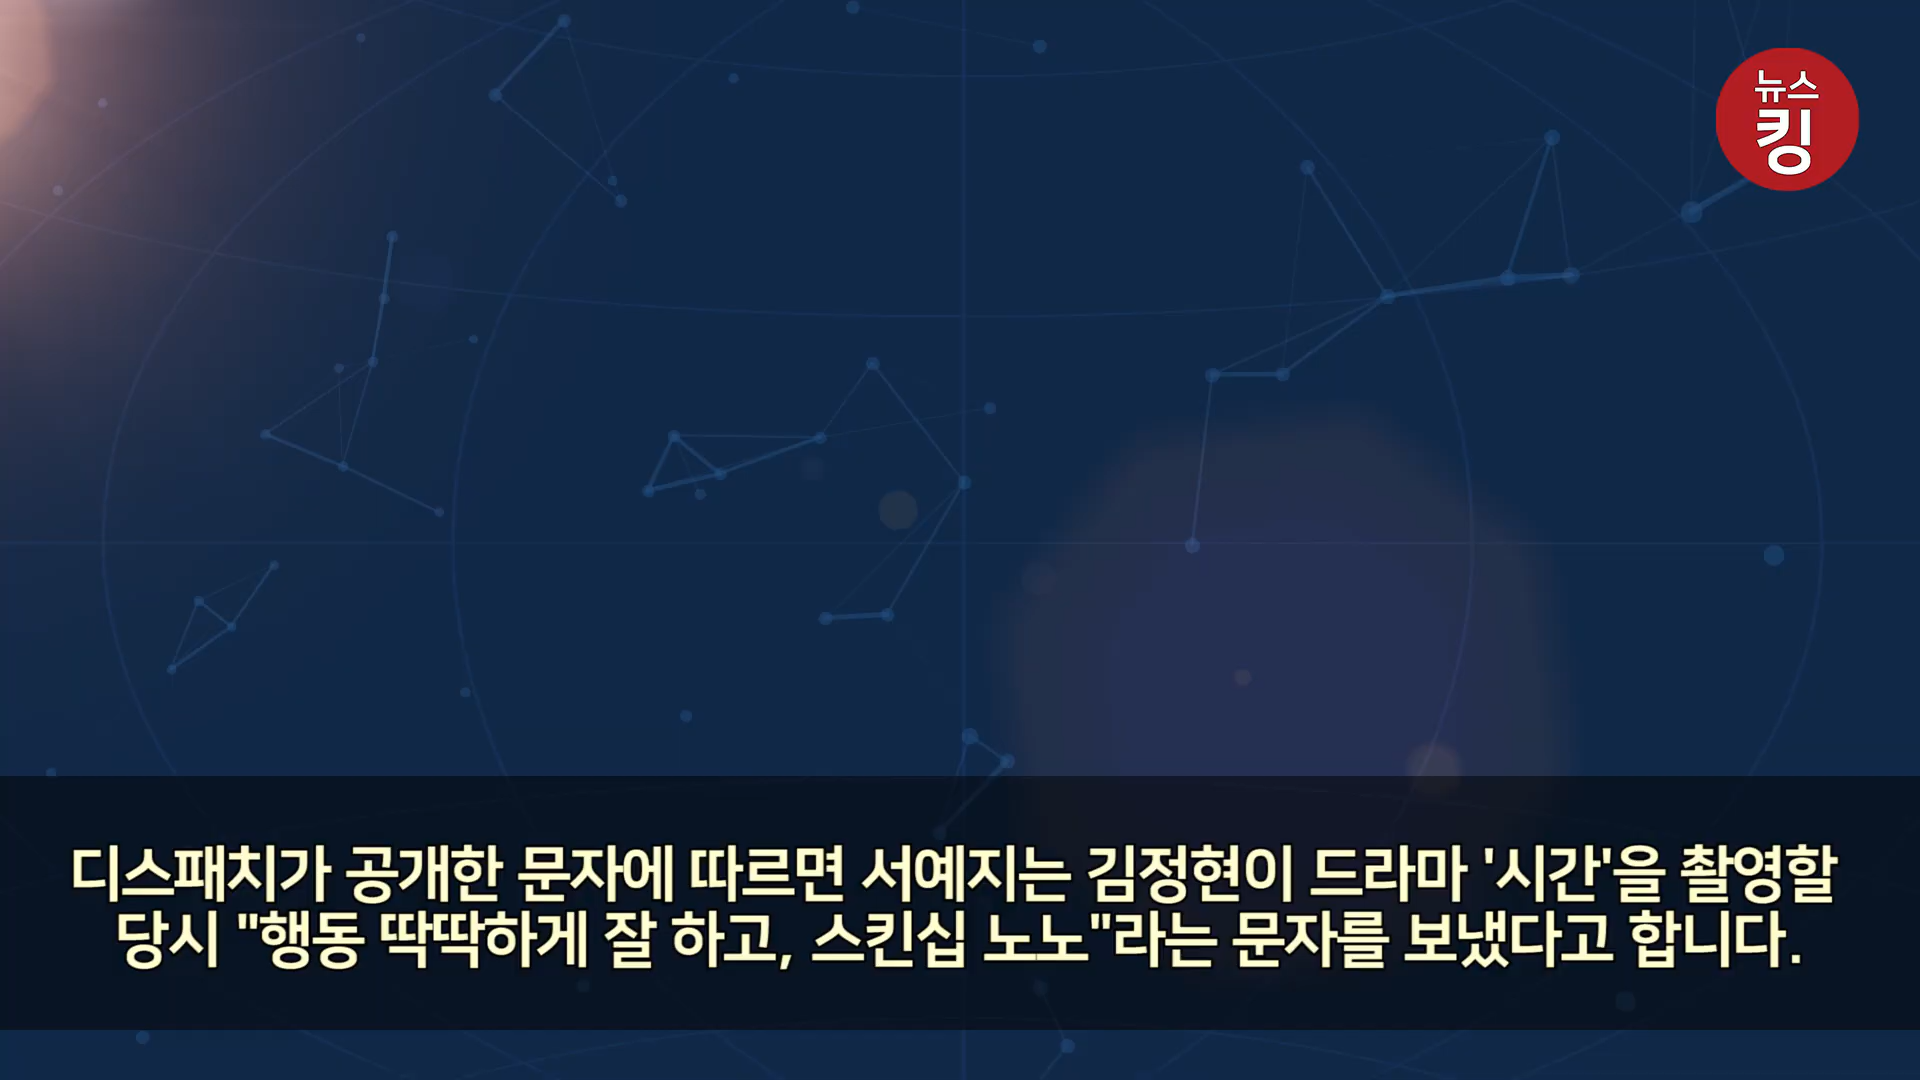 뉴스
킹
디스패치가 공개한 문자에 따르면 서예지는 김정현이 드라마 '시간'을 촬영할
당시 "행동 딱딱하게 잘 하고, 스킨십 노노"라는 문자를 보냈다고 합니다.